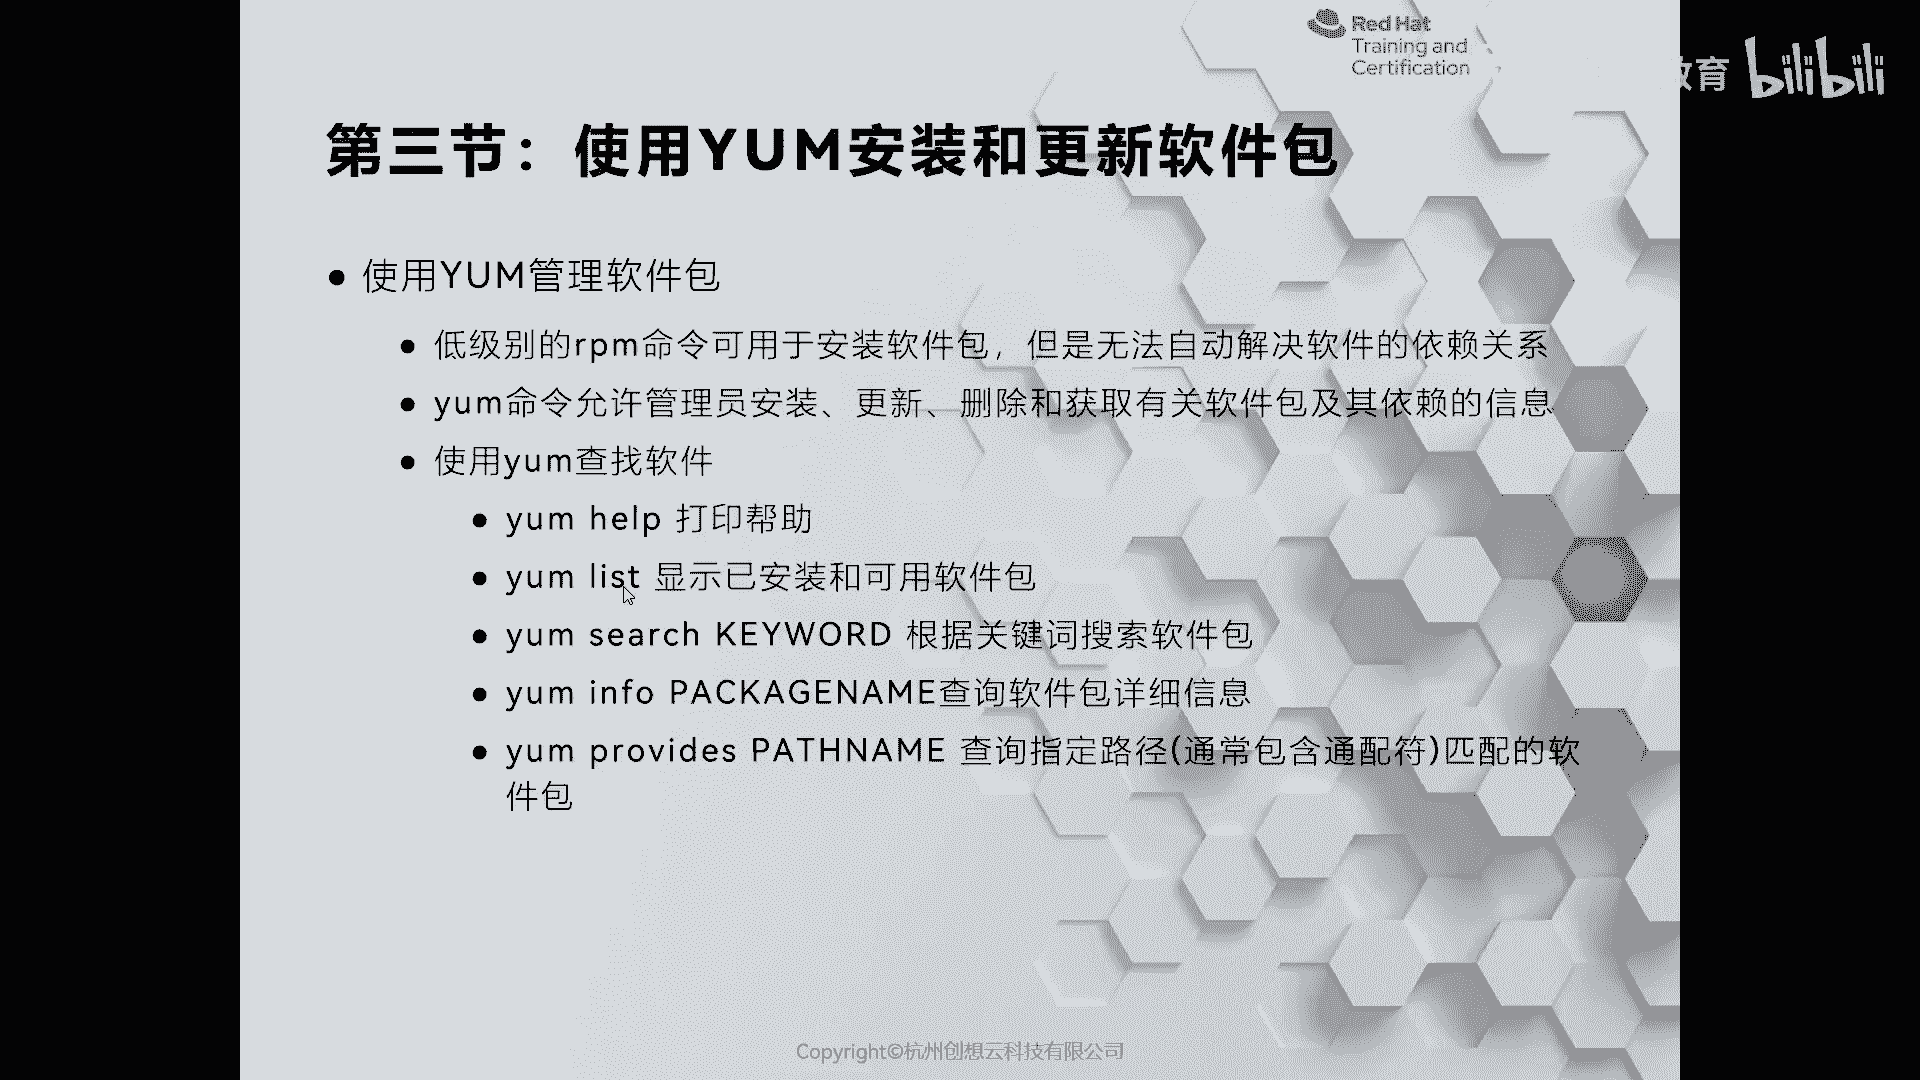 Red Hat
Training and
Certification
教育 bilibili
第三节：使用YUM安装和更新软件包
● 使用YUM管理软件包
● 低级别的rpm命令可用于安装软件包，但是无法自动解决软件的依赖关系
● yum命令允许管理员安装、更新、删除和获取有关软件包及其依赖的信息
● 使用yum查找软件
● yum help 打印帮助
● yum list 显示已安装和可用软件包
● yum search KEYWORD 根据关键词搜索软件包
● yum info PACKAGENAME查询软件包详细信息
● yum provides PATHNAME 查询指定路径(通常包含通配符)匹配的软
件包
Copyright©杭州创想云科技有限公司